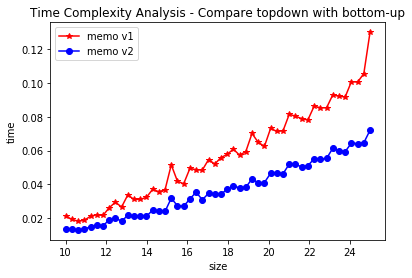 Time Complexity Analysis - Compare topdown with bottom-up
memo v1
memo v2
0.12
0.10
0.08
0.06
0.04
0.02
time
10 12 14 16 18 20 22 24
size